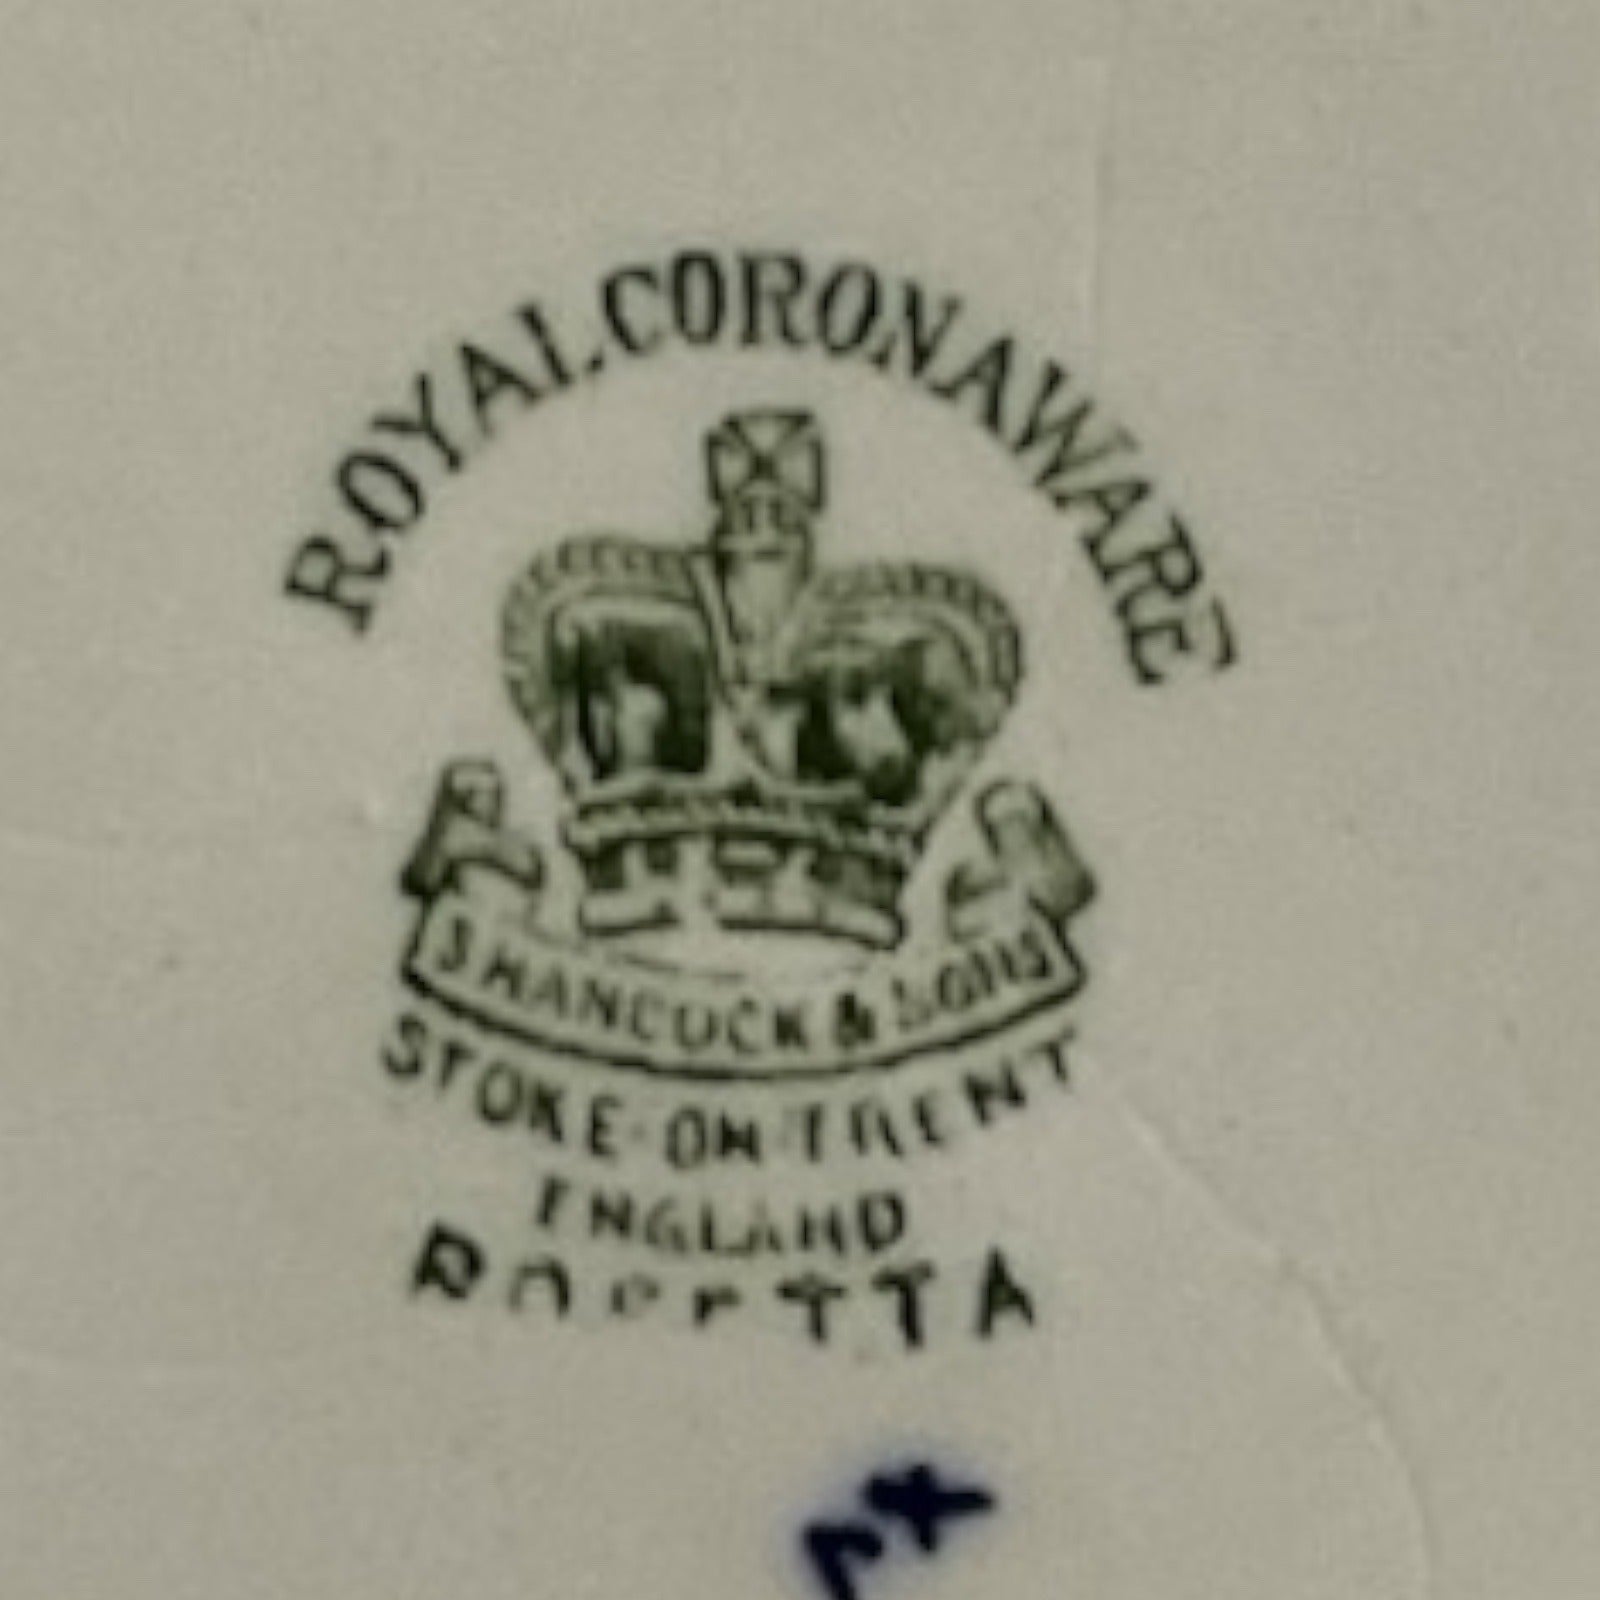 ROYAL CORONAWARE
S HANCOCK & SONS
STOKE-ON-TRENT
ENGLAND